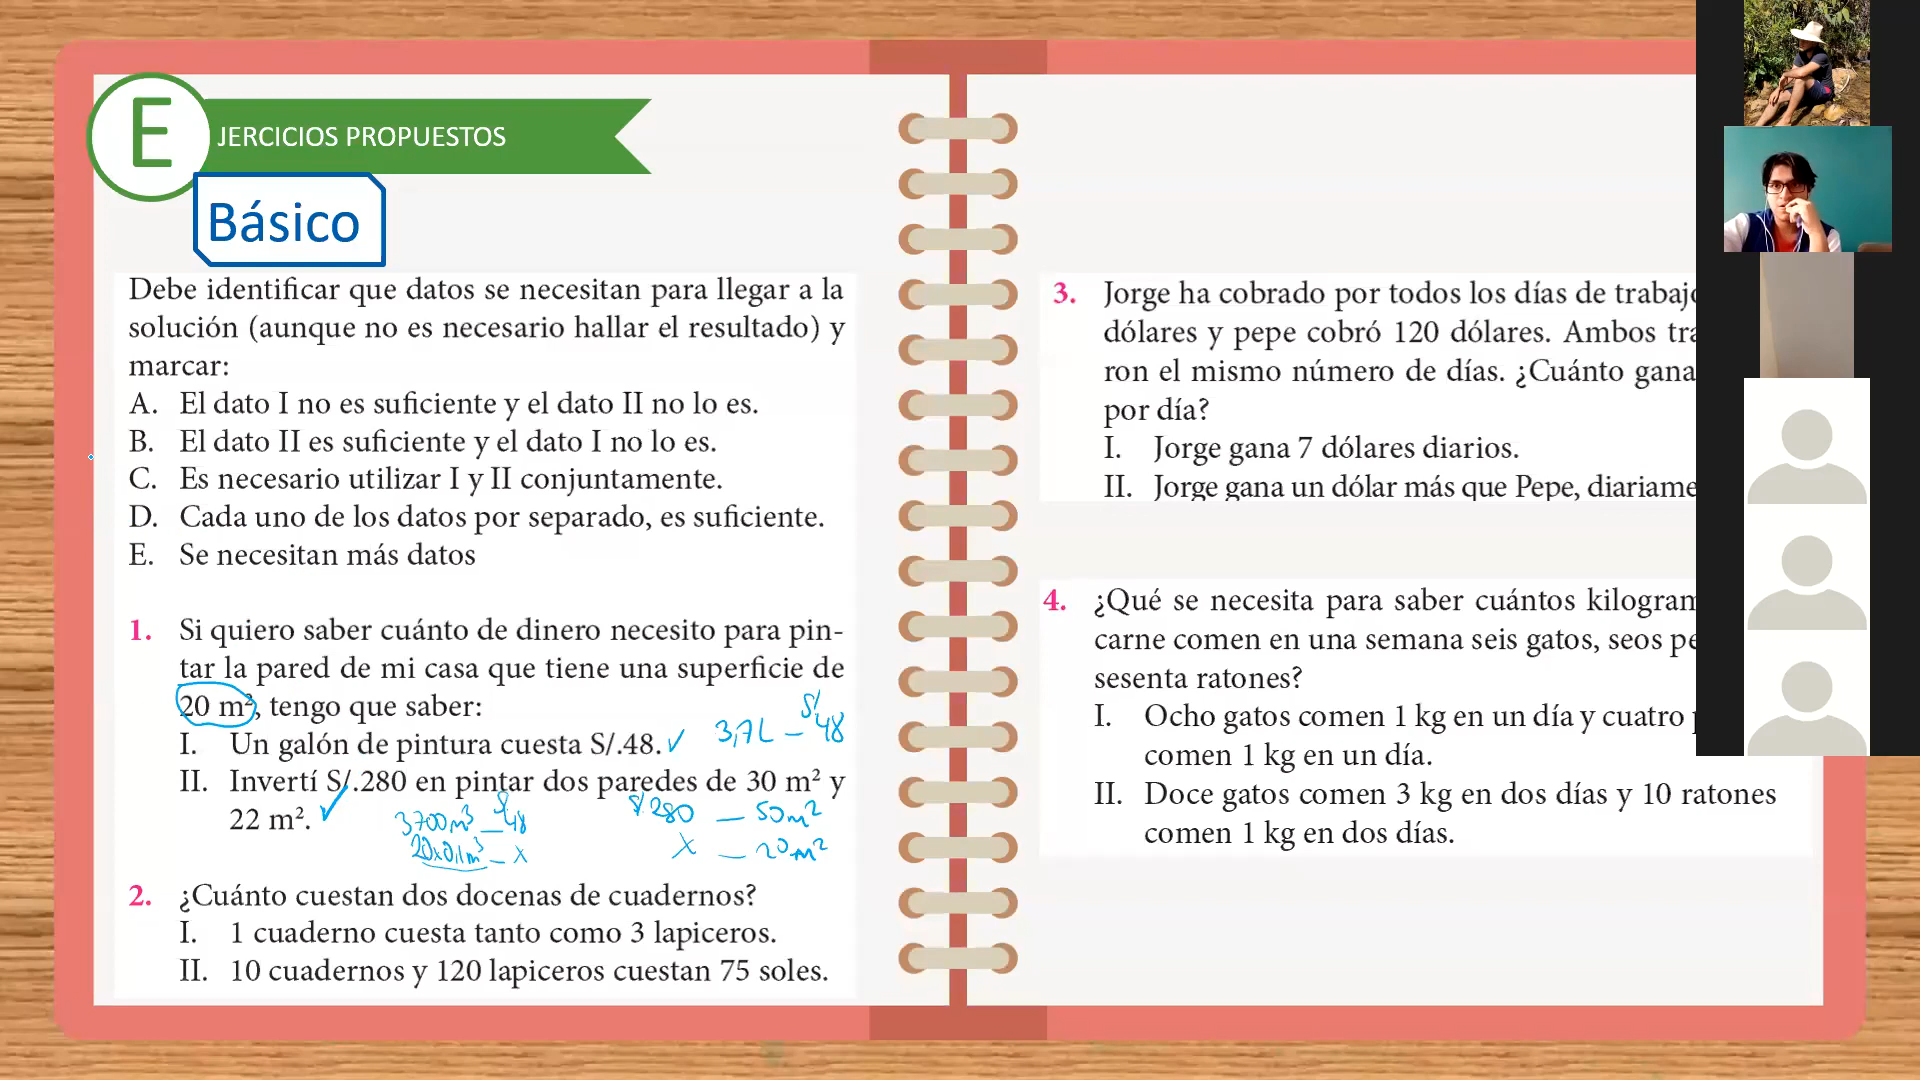 E
JERCICIOS PROPUESTOS
Básico
Debe identificar que datos se necesitan para llegar a la
solución (aunque no es necesario hallar el resultado) y
marcar:
A. El dato I no es suficiente y el dato II no lo es.
B. El dato II es suficiente y el dato I no lo es.
C. Es necesario utilizar I y II conjuntamente.
D. Cada uno de los datos por separado, es suficiente.
E. Se necesitan más datos
1. Si quiero saber cuánto de dinero necesito para pin-
tar la pared de mi casa que tiene una superficie de
20 m², tengo que saber:
I. Un galón de pintura cuesta S/.48. ✓
3,7L – S/ 48
II. Invertí S/.280 en pintar dos paredes de 30 m² y
22 m². ✓
3700m³ – S/ 48
20x0,1m³ – x
S/ 280 – 50m²
x – 20m²
2. ¿Cuánto cuestan dos docenas de cuadernos?
I. 1 cuaderno cuesta tanto como 3 lapiceros.
II. 10 cuadernos y 120 lapiceros cuestan 75 soles.
3. Jorge ha cobrado por todos los días de trabajo
dólares y pepe cobró 120 dólares. Ambos tra
ron el mismo número de días. ¿Cuánto gana
por día?
I. Jorge gana 7 dólares diarios.
II. Jorge gana un dólar más que Pepe, diariame
4. ¿Qué se necesita para saber cuántos kilogram
carne comen en una semana seis gatos, seos pe
sesenta ratones?
I. Ocho gatos comen 1 kg en un día y cuatro
comen 1 kg en un día.
II. Doce gatos comen 3 kg en dos días y 10 ratones
comen 1 kg en dos días.